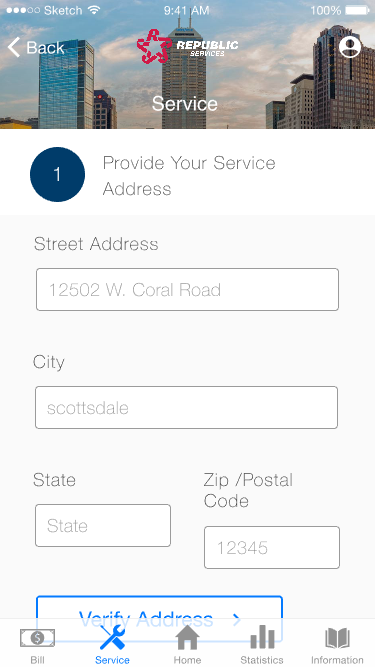 Sketch 9:41 AM 100%
Back REPUBLIC
SERVICES
Service
1 Provide Your Service
Address
Street Address
12502 W. Coral Road
City
scottsdale
State Zip /Postal
Code
State
12345
Verify Address >
Bill Service Home Statistics Information